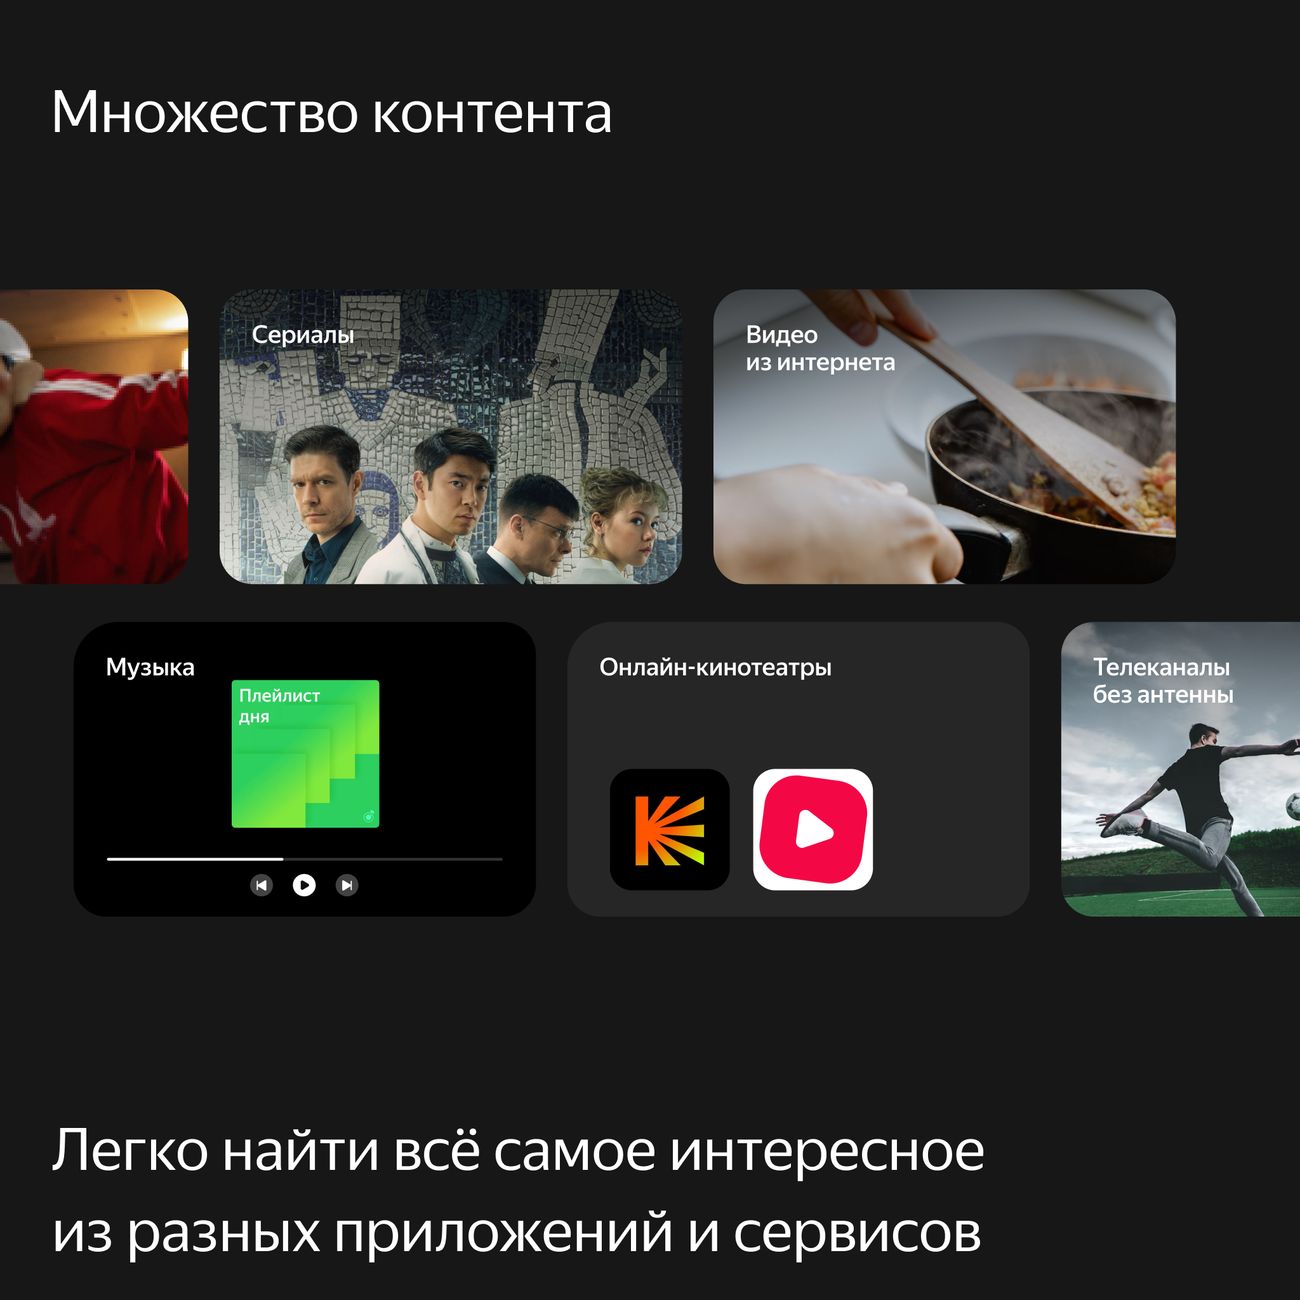 Множество контента
Сериалы
Видео
из интернета
Музыка
Плейлист
дня
Онлайн-кинотеатры
Телеканалы
без антенны
Легко найти всё самое интересное
из разных приложений и сервисов